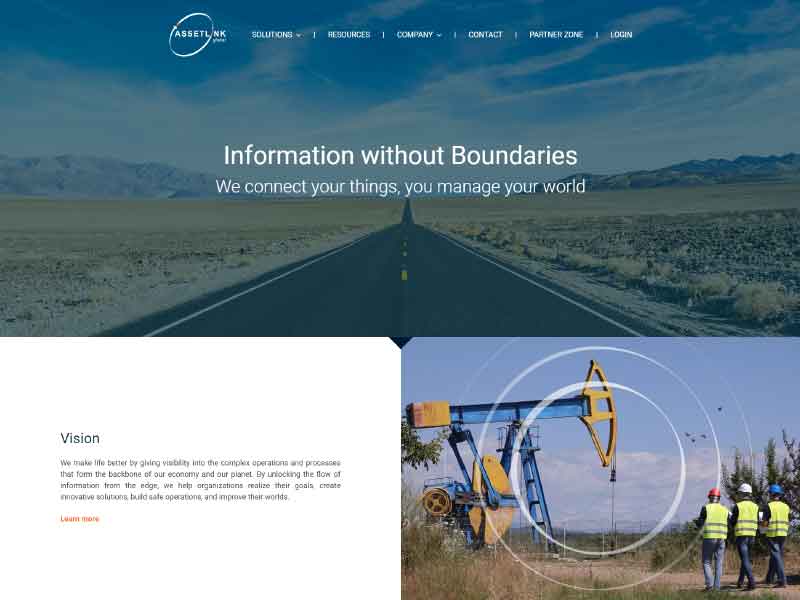 ASSETLINK
global
SOLUTIONS | RESOURCES | COMPANY | CONTACT | PARTNER ZONE | LOGIN
Information without Boundaries
We connect your things, you manage your world
Vision
We make life better by giving visibility into the complex operations and processes
that form the backbone of our economy and our planet. By unlocking the flow of
information from the edge, we help organizations realize their goals, create
innovative solutions, build safe operations, and improve their worlds.
Learn more